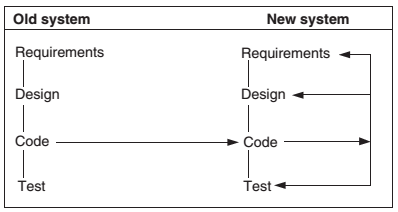 Old system New system
Requirements Requirements
Design Design
Code Code
Test Test